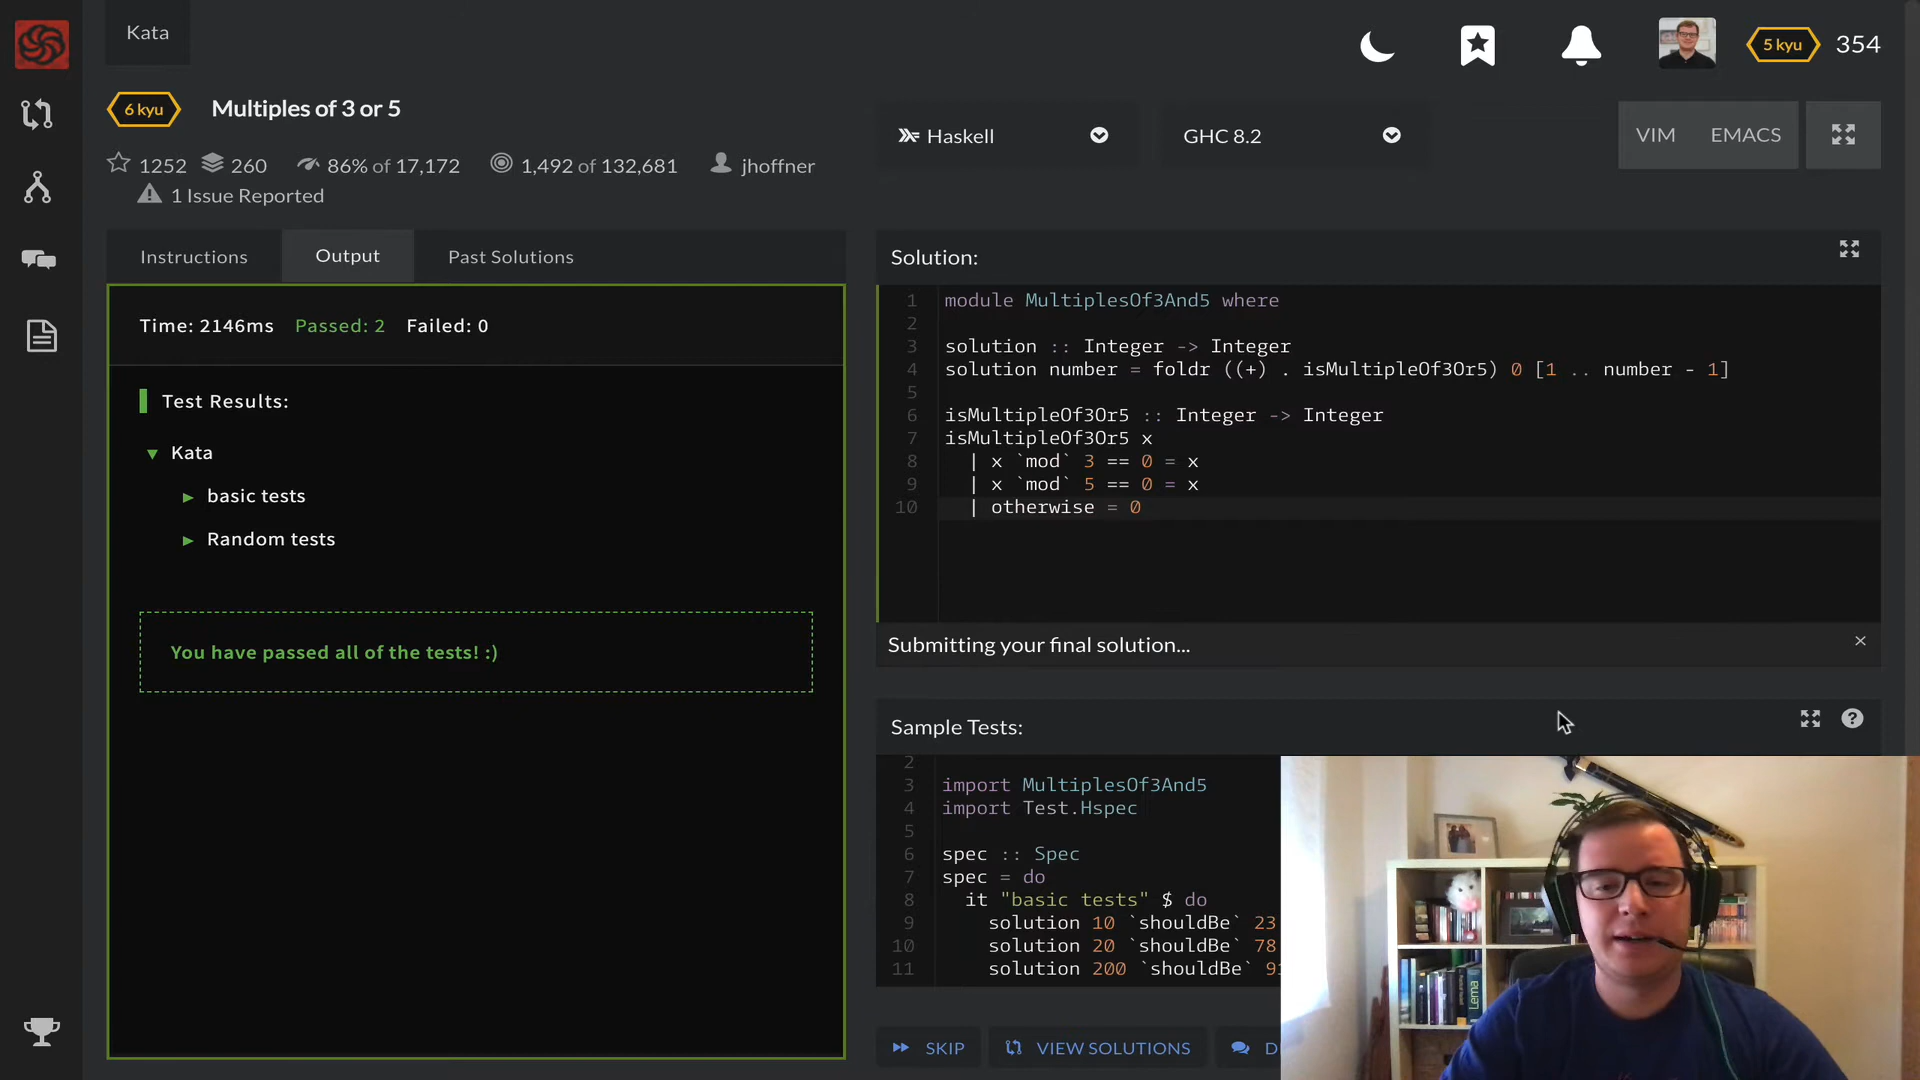 Kata
5 kyu 354
6 kyu Multiples of 3 or 5
1252 260 86% of 17,172 1,492 of 132,681 jhoffner
1 Issue Reported
Haskell GHC 8.2 VIM EMACS
Instructions Output Past Solutions
Time: 2146ms Passed: 2 Failed: 0
Test Results:
Kata
basic tests
Random tests
You have passed all of the tests! :)
Solution:
1 module MultiplesOf3And5 where
2
3 solution :: Integer -> Integer
4 solution number = foldr ((+) . isMultipleOf3Or5) 0 [1 .. number - 1]
5
6 isMultipleOf3Or5 :: Integer -> Integer
7 isMultipleOf3Or5 x
8 | x `mod` 3 == 0 = x
9 | x `mod` 5 == 0 = x
10 | otherwise = 0
Submitting your final solution...
Sample Tests:
2
3 import MultiplesOf3And5
4 import Test.Hspec
5
6 spec :: Spec
7 spec = do
8 it "basic tests" $ do
9 solution 10 `shouldBe` 23
10 solution 20 `shouldBe` 78
11 solution 200 `shouldBe` 9
SKIP VIEW SOLUTIONS D
Lemma